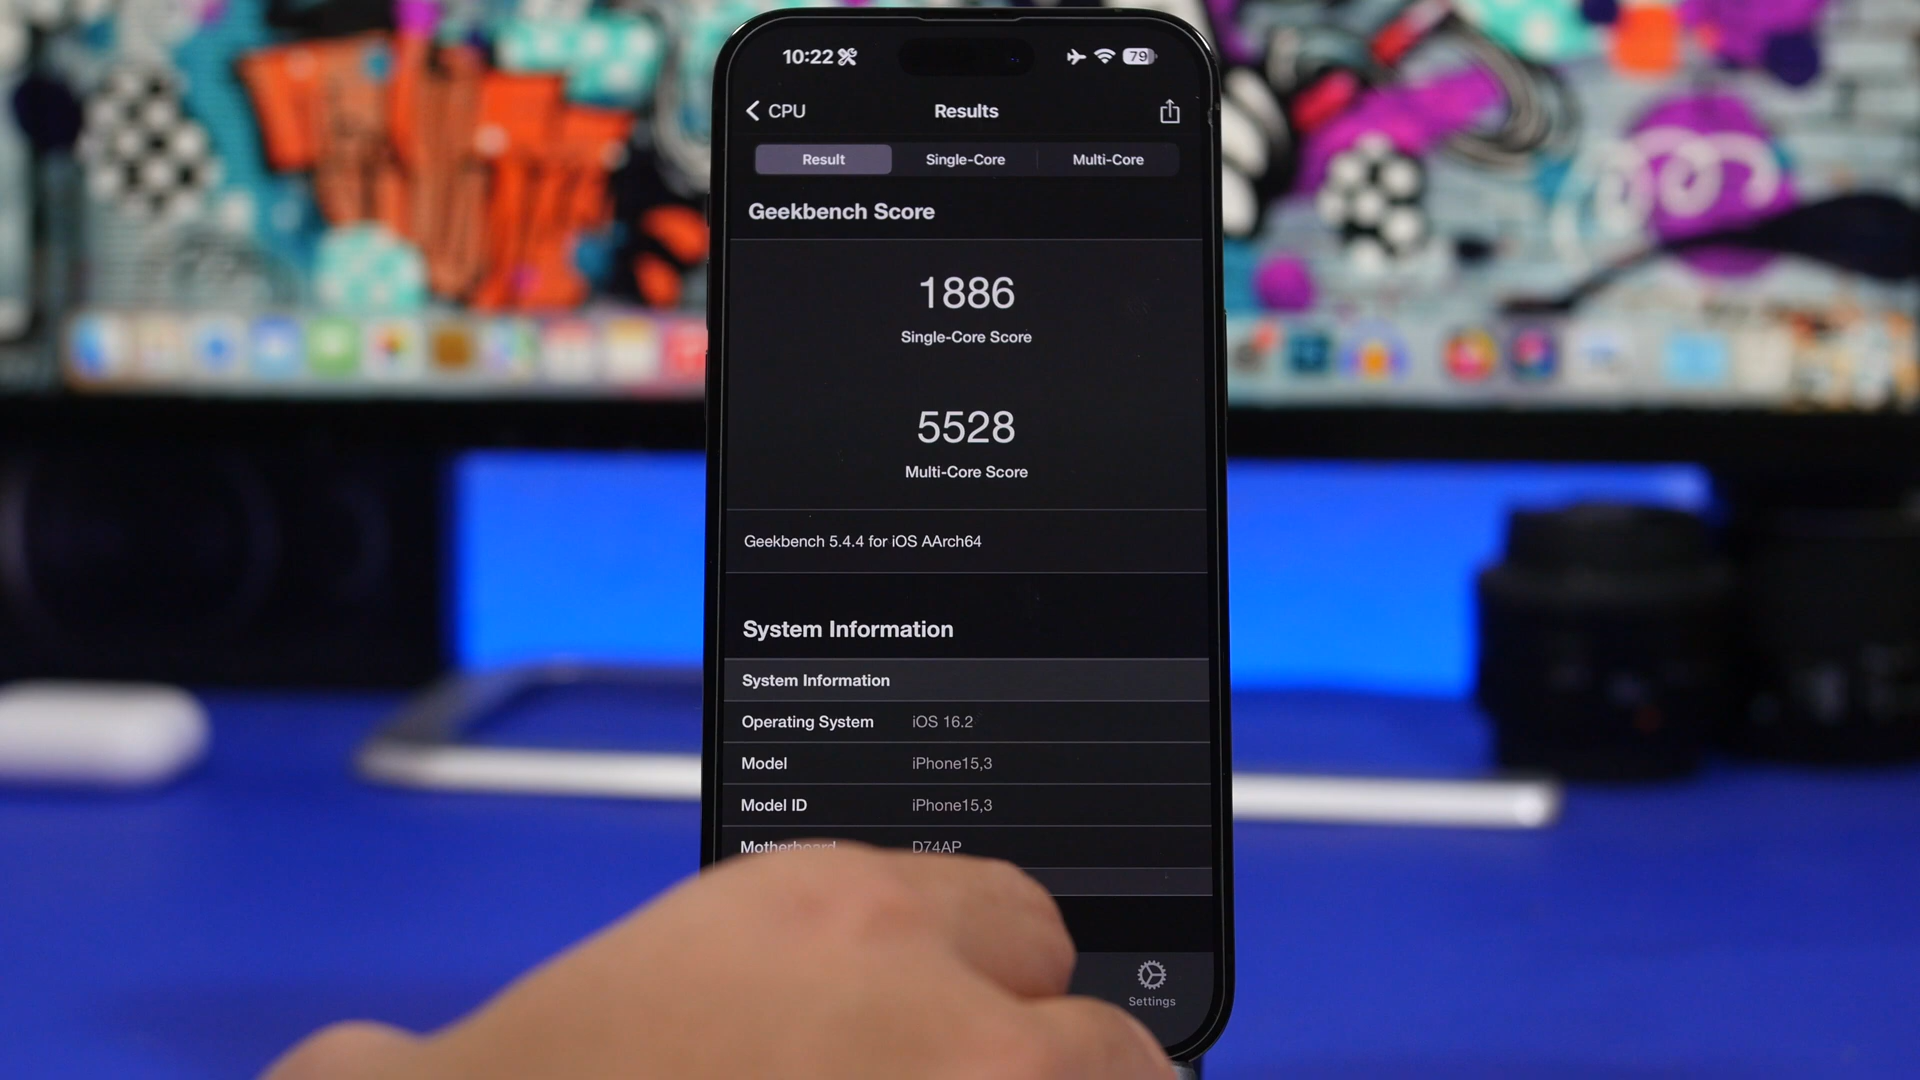 10:22
79
CPU
Results
Result
Single-Core
Multi-Core
Geekbench Score
1886
Single-Core Score
5528
Multi-Core Score
Geekbench 5.4.4 for iOS AArch64
System Information
System Information
Operating System iOS 16.2
Model iPhone15,3
Model ID iPhone15,3
Motherboard D74AP
Settings